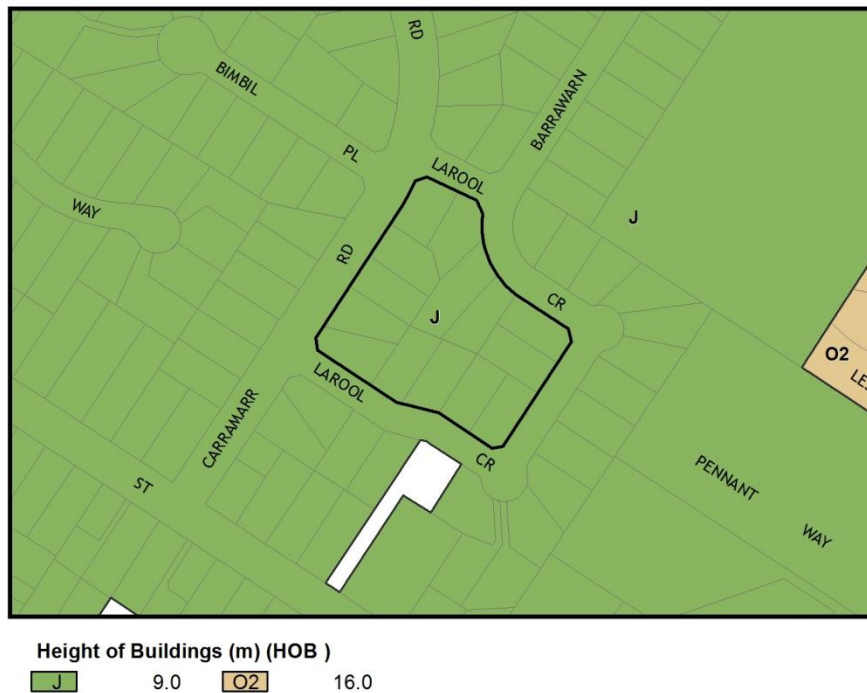 RD
BIMBIL
BARRAWARN
PL
LAROOL
WAY
J
RD
CR
J
O2
LAROOL
CARRAMARR
CR
PENNANT
ST
WAY
Height of Buildings (m) (HOB )
J 9.0 O2 16.0